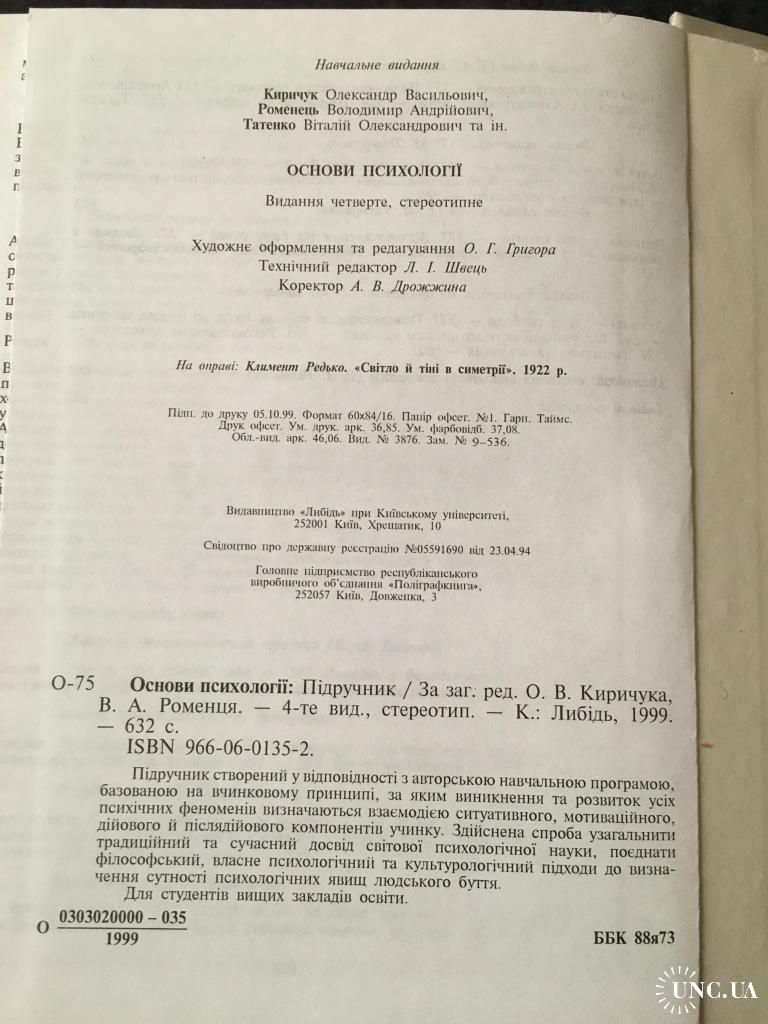 Навчальне видання
Киричук Олександр Васильович,
Роменець Володимир Андрійович,
Татенко Віталій Олександрович та ін.
ОСНОВИ ПСИХОЛОГІЇ
Видання четверте, стереотипне
Художнє оформлення та редагування О. Г. Григора
Технічний редактор Л. І. Швець
Коректор А. В. Дрожжина
На оправі: Климент Редько. «Світло й тіні в симетрії». 1922 р.
Підп. до друку 05.10.99. Формат 60х84/16. Папір офсет. №1. Гарн. Таймс.
Друк офсет. Ум. друк. арк. 36,85. Ум. фарбовідб. 37,08.
Обл.-вид. арк. 46,06. Вид. № 3876. Зам. № 9–536.
Видавництво «Либідь» при Київському університеті,
252001 Київ, Хрещатик, 10
Свідоцтво про державну реєстрацію №05591690 від 23.04.94
Головне підприємство республіканського
виробничого об'єднання «Поліграфкнига»,
252057 Київ, Довженка, 3
О-75 Основи психології: Підручник / За заг. ред. О. В. Киричука,
В. А. Роменця. — 4-те вид., стереотип. — К.: Либідь, 1999.
— 632 с.
ISBN 966-06-0135-2.
Підручник створений у відповідності з авторською навчальною програмою,
базованою на вчинковому принципі, за яким виникнення та розвиток усіх
психічних феноменів визначаються взаємодією ситуативного, мотиваційного,
дійового й післядійового компонентів учинку. Здійснена спроба узагальнити
традиційний та сучасний досвід світової психологічної науки, поєднати
філософський, власне психологічний та культурологічний підходи до визна-
чення сутності психологічних явищ людського буття.
Для студентів вищих закладів освіти.
О 0303020000 – 035
1999
ББК 88я73
UNC.UA